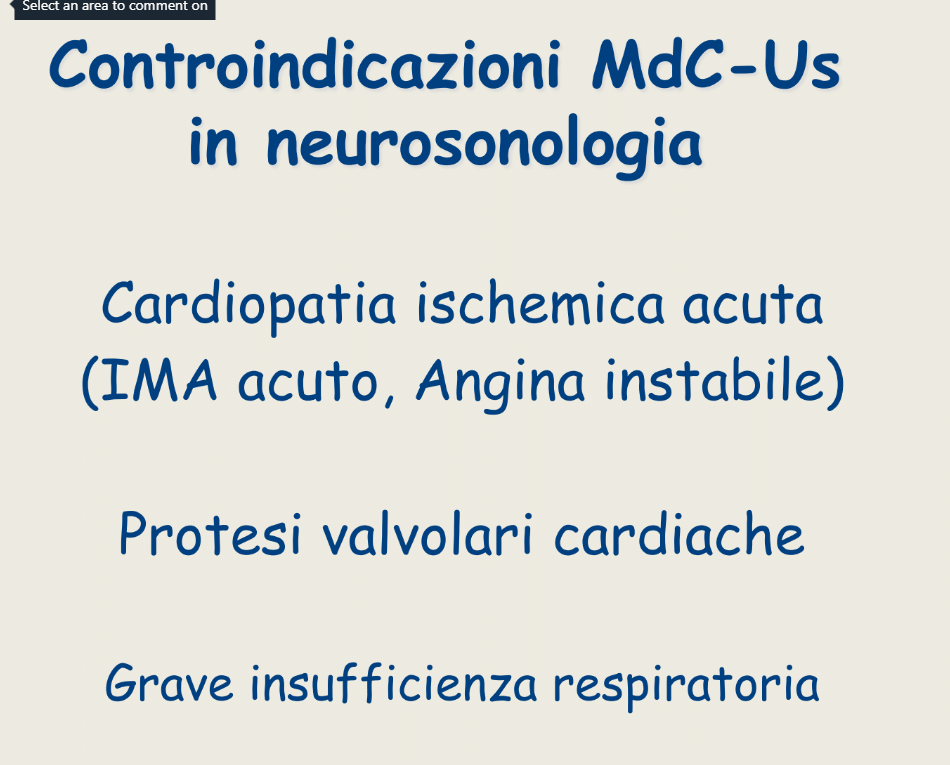 Select an area to comment on
Controindicazioni MdC-Us
in neurosonologia
Cardiopatia ischemica acuta
(IMA acuto, Angina instabile)
Protesi valvolari cardiache
Grave insufficienza respiratoria